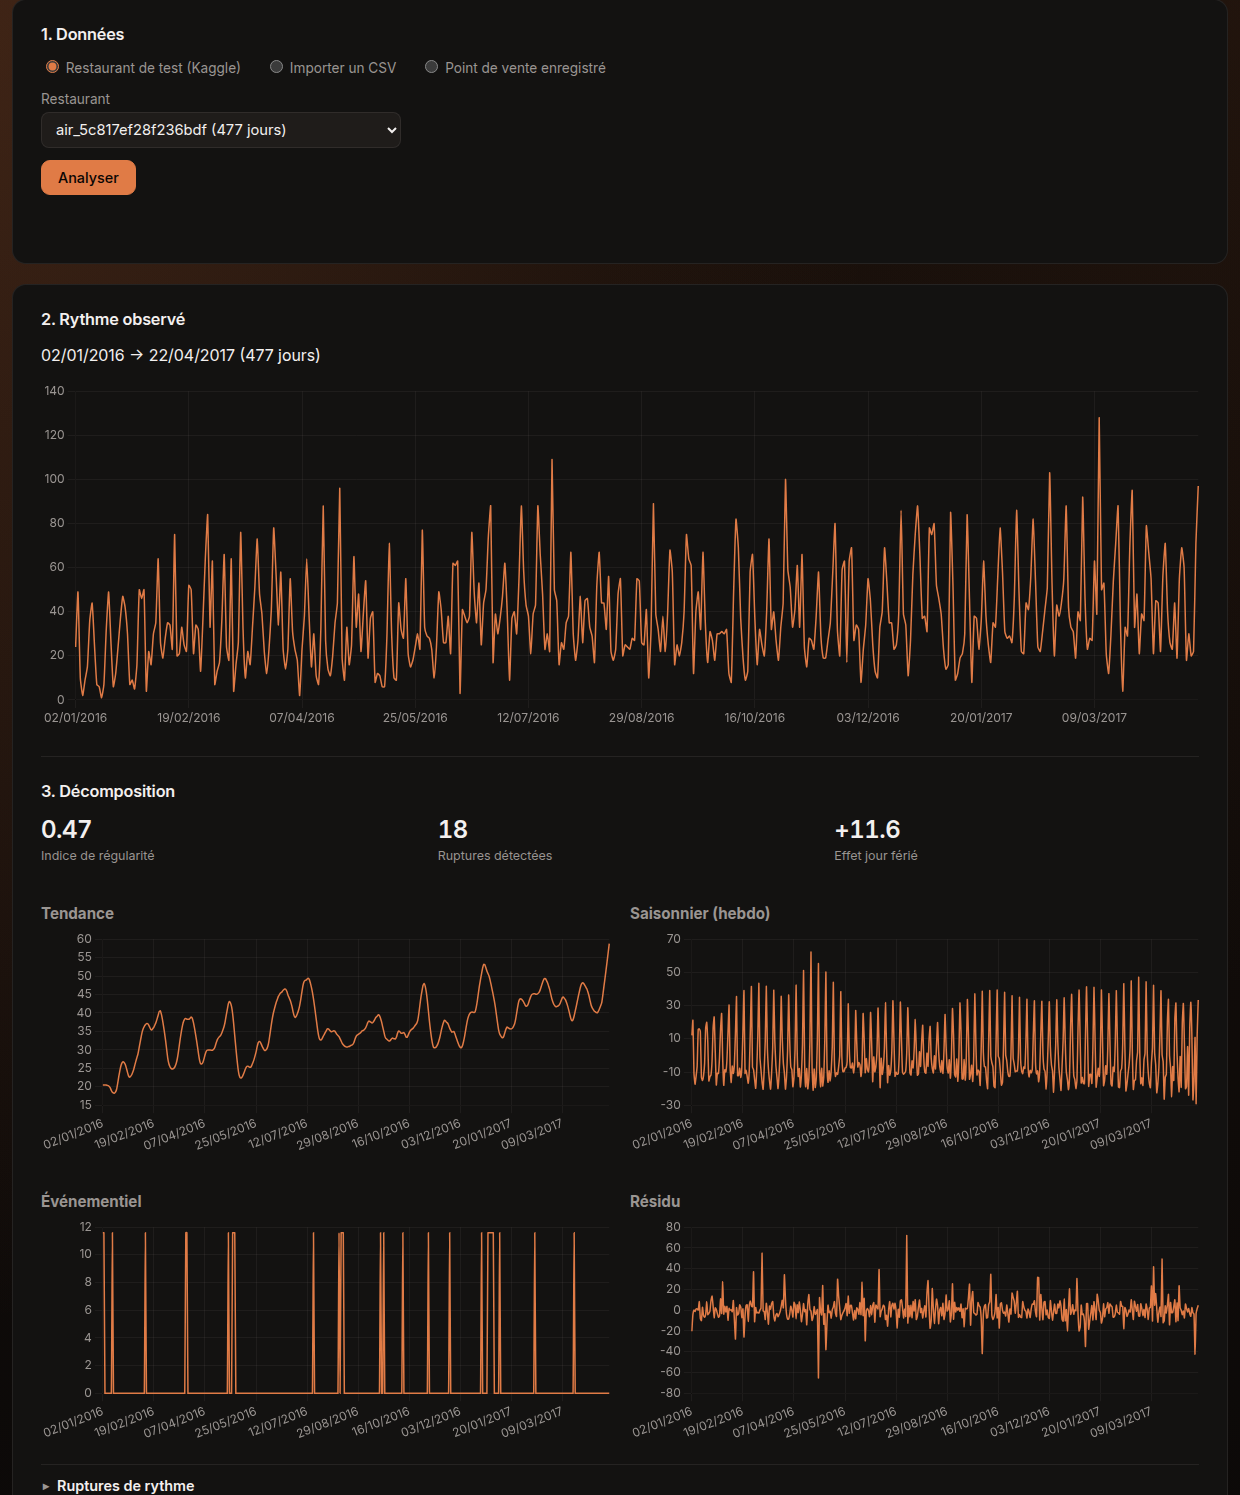 1. Données
Restaurant de test (Kaggle) Importer un CSV Point de vente enregistré
Restaurant
air_5c817ef28f236bdf (477 jours)
Analyser
2. Rythme observé
02/01/2016 → 22/04/2017 (477 jours)
140
120
100
80
60
40
20
0
02/01/2016 19/02/2016 07/04/2016 25/05/2016 12/07/2016 29/08/2016 16/10/2016 03/12/2016 20/01/2017 09/03/2017
3. Décomposition
0.47 18 +11.6
Indice de régularité Ruptures détectées Effet jour férié
Tendance
60
55
50
45
40
35
30
25
20
15
02/01/2016 19/02/2016 07/04/2016 25/05/2016 12/07/2016 29/08/2016 16/10/2016 03/12/2016 20/01/2017 09/03/2017
Saisonnier (hebdo)
70
50
30
10
-10
-30
02/01/2016 19/02/2016 07/04/2016 25/05/2016 12/07/2016 29/08/2016 16/10/2016 03/12/2016 20/01/2017 09/03/2017
Événementiel
12
10
8
6
4
2
0
02/01/2016 19/02/2016 07/04/2016 25/05/2016 12/07/2016 29/08/2016 16/10/2016 03/12/2016 20/01/2017 09/03/2017
Résidu
80
60
40
20
0
-20
-40
-60
-80
02/01/2016 19/02/2016 07/04/2016 25/05/2016 12/07/2016 29/08/2016 16/10/2016 03/12/2016 20/01/2017 09/03/2017
► Ruptures de rythme